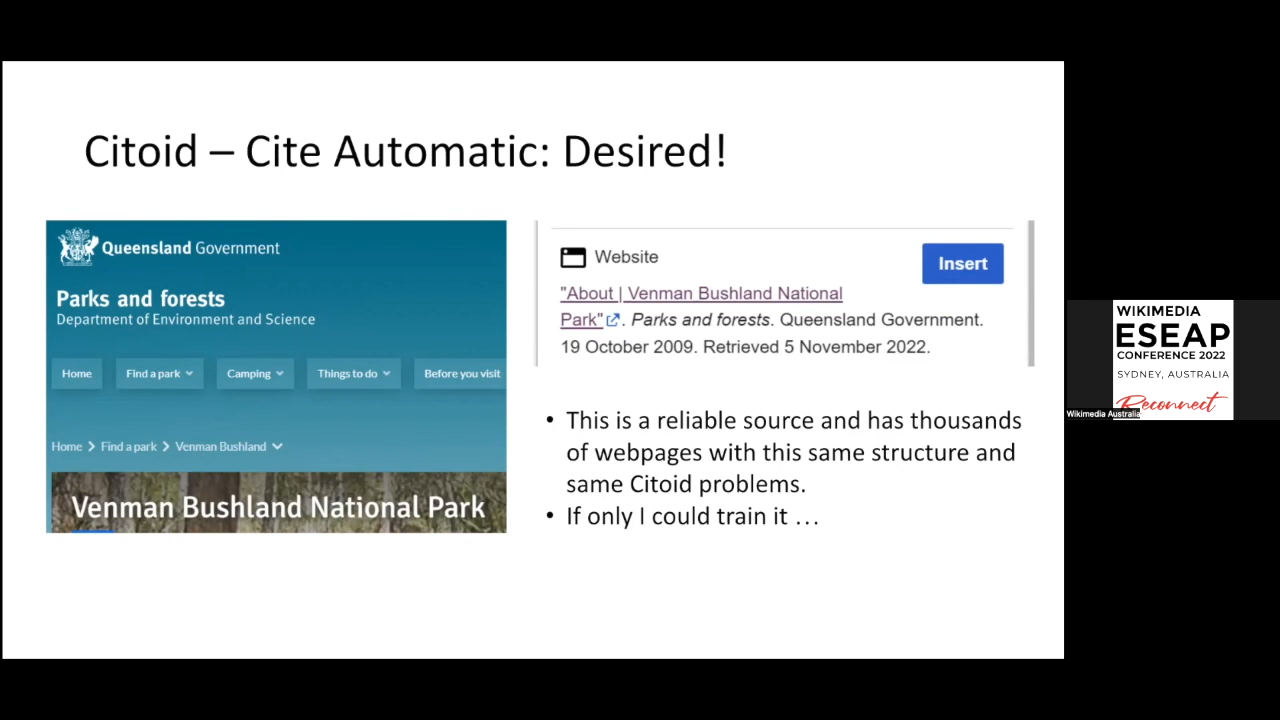 Citoid – Cite Automatic: Desired!
Queensland Government
Parks and forests
Department of Environment and Science
Home Find a park Camping Things to do Before you visit
Home Find a park Venman Bushland
Venman Bushland National Park
Website
Insert
"About | Venman Bushland National
Park" . Parks and forests. Queensland Government.
19 October 2009. Retrieved 5 November 2022.
• This is a reliable source and has thousands
of webpages with this same structure and
same Citoid problems.
• If only I could train it …
WIKIMEDIA
ESEAP
CONFERENCE 2022
SYDNEY, AUSTRALIA
Reconnect
Wikimedia Australia